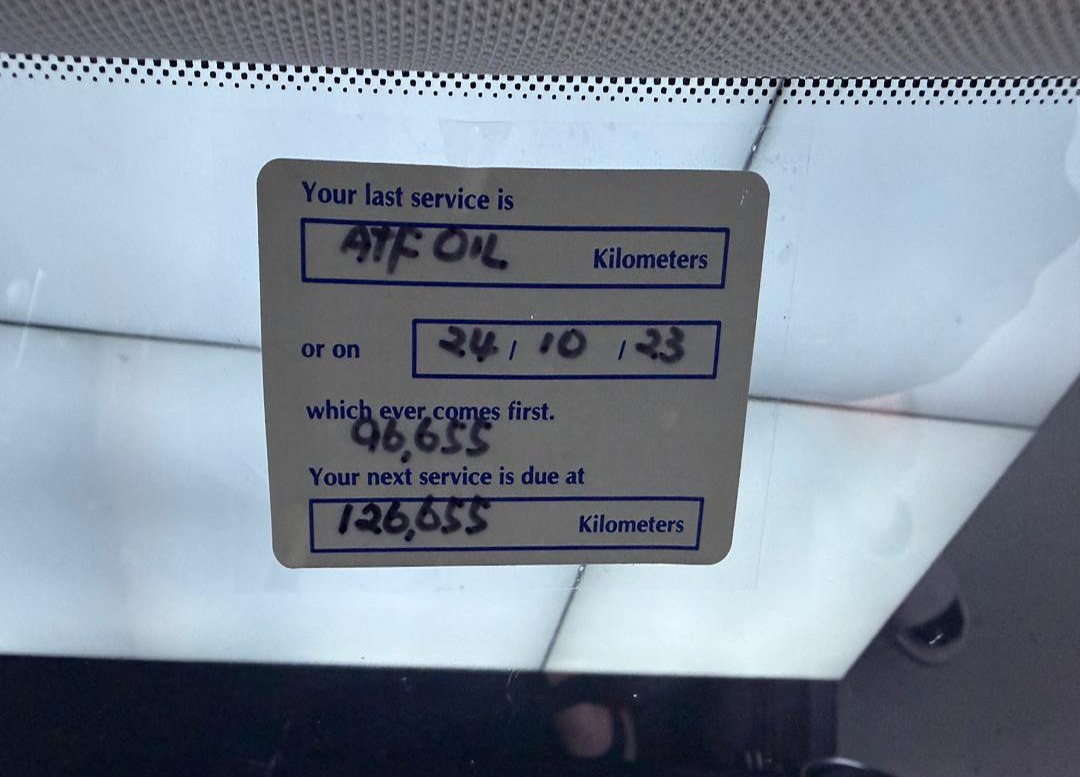 Your last service is
ATF OIL Kilometers
or on 24 / 10 / 23
which ever comes first.
96,655
Your next service is due at
126,655 Kilometers